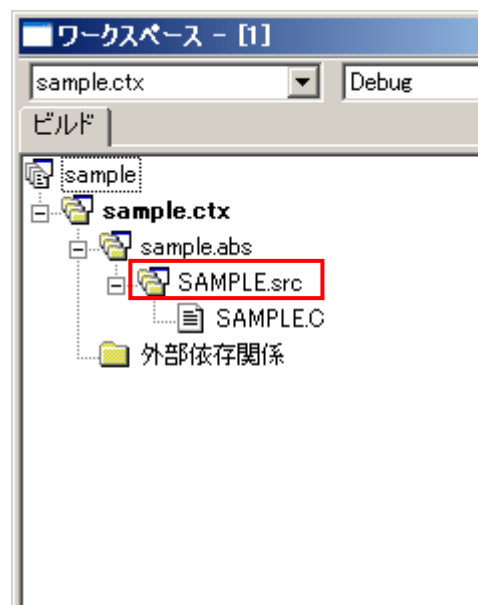 ワークスペース - [1]
sample.ctx Debug
ビルド
sample
sample.ctx
sample.abs
SAMPLE.src
SAMPLE.C
外部依存関係